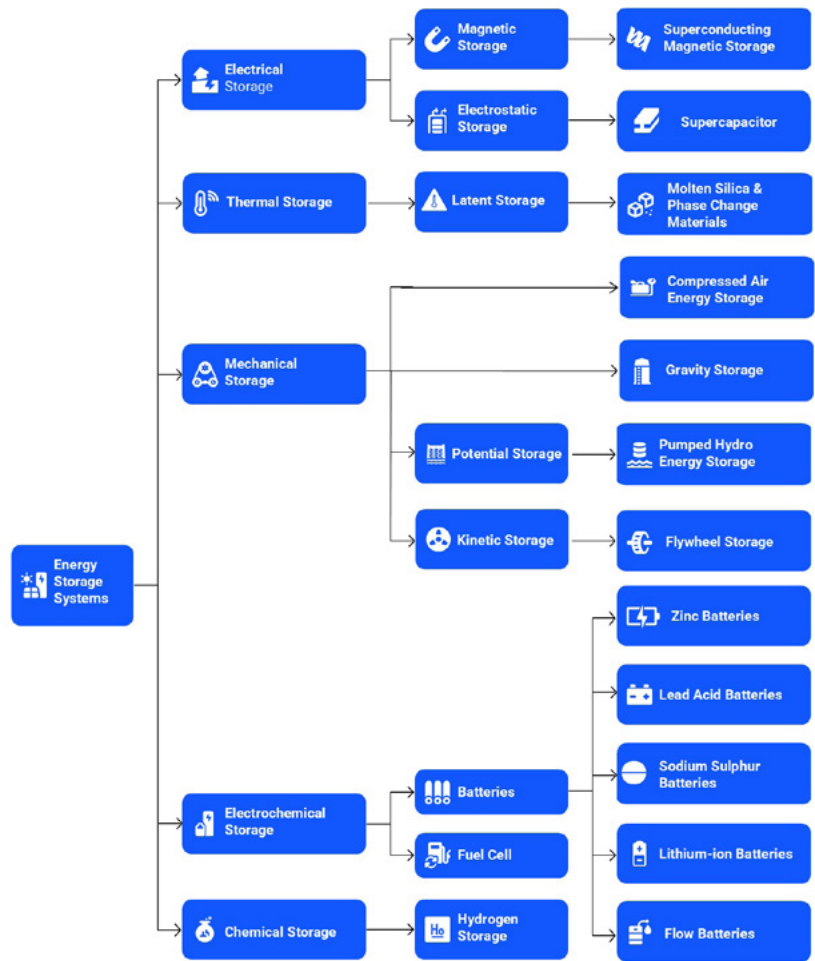 Electrical
Storage
Magnetic
Storage
Superconducting
Magnetic Storage
Electrostatic
Storage
Supercapacitor
Thermal Storage
Latent Storage
Molten Silica &
Phase Change
Materials
Mechanical
Storage
Compressed Air
Energy Storage
Gravity Storage
Potential Storage
Pumped Hydro
Energy Storage
Kinetic Storage
Flywheel Storage
Energy
Storage
Systems
Electrochemical
Storage
Batteries
Zinc Batteries
Lead Acid Batteries
Sodium Sulphur
Batteries
Lithium-ion Batteries
Flow Batteries
Fuel Cell
Chemical Storage
Ho
Hydrogen
Storage